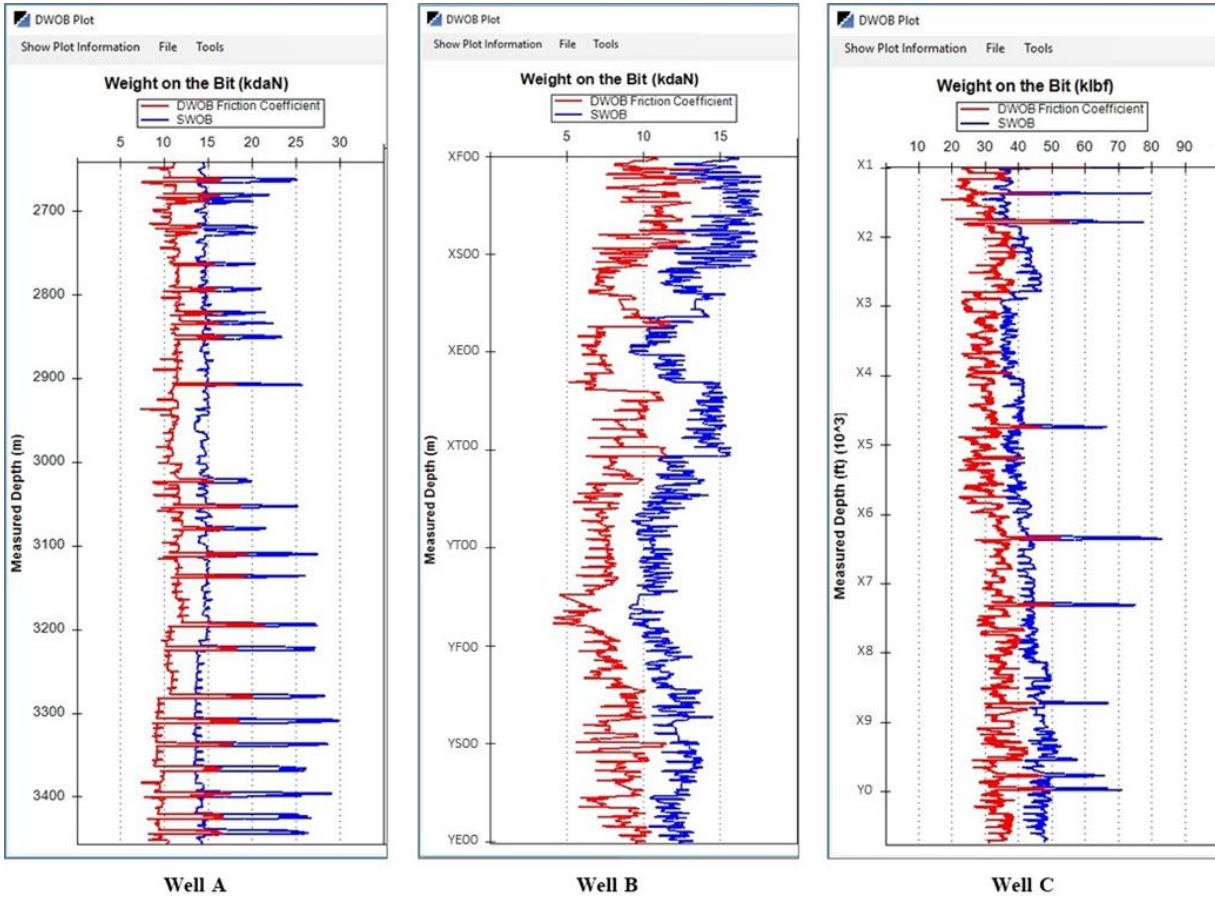 DWOB Plot
Show Plot Information File Tools
Weight on the Bit (kdaN)
DWOB Friction Coefficient
SWOB
5 10 15 20 25 30
2700
2800
2900
3000
3100
3200
3300
3400
Measured Depth (m)
Well A
DWOB Plot
Show Plot Information File Tools
Weight on the Bit (kdaN)
DWOB Friction Coefficient
SWOB
5 10 15
XF00
XS00
XE00
XT00
YT00
YF00
YS00
YE00
Measured Depth (m)
Well B
DWOB Plot
Show Plot Information File Tools
Weight on the Bit (klbf)
DWOB Friction Coefficient
SWOB
10 20 30 40 50 60 70 80 90
X1
X2
X3
X4
X5
X6
X7
X8
X9
Y0
Measured Depth (ft) (10^3]
Well C